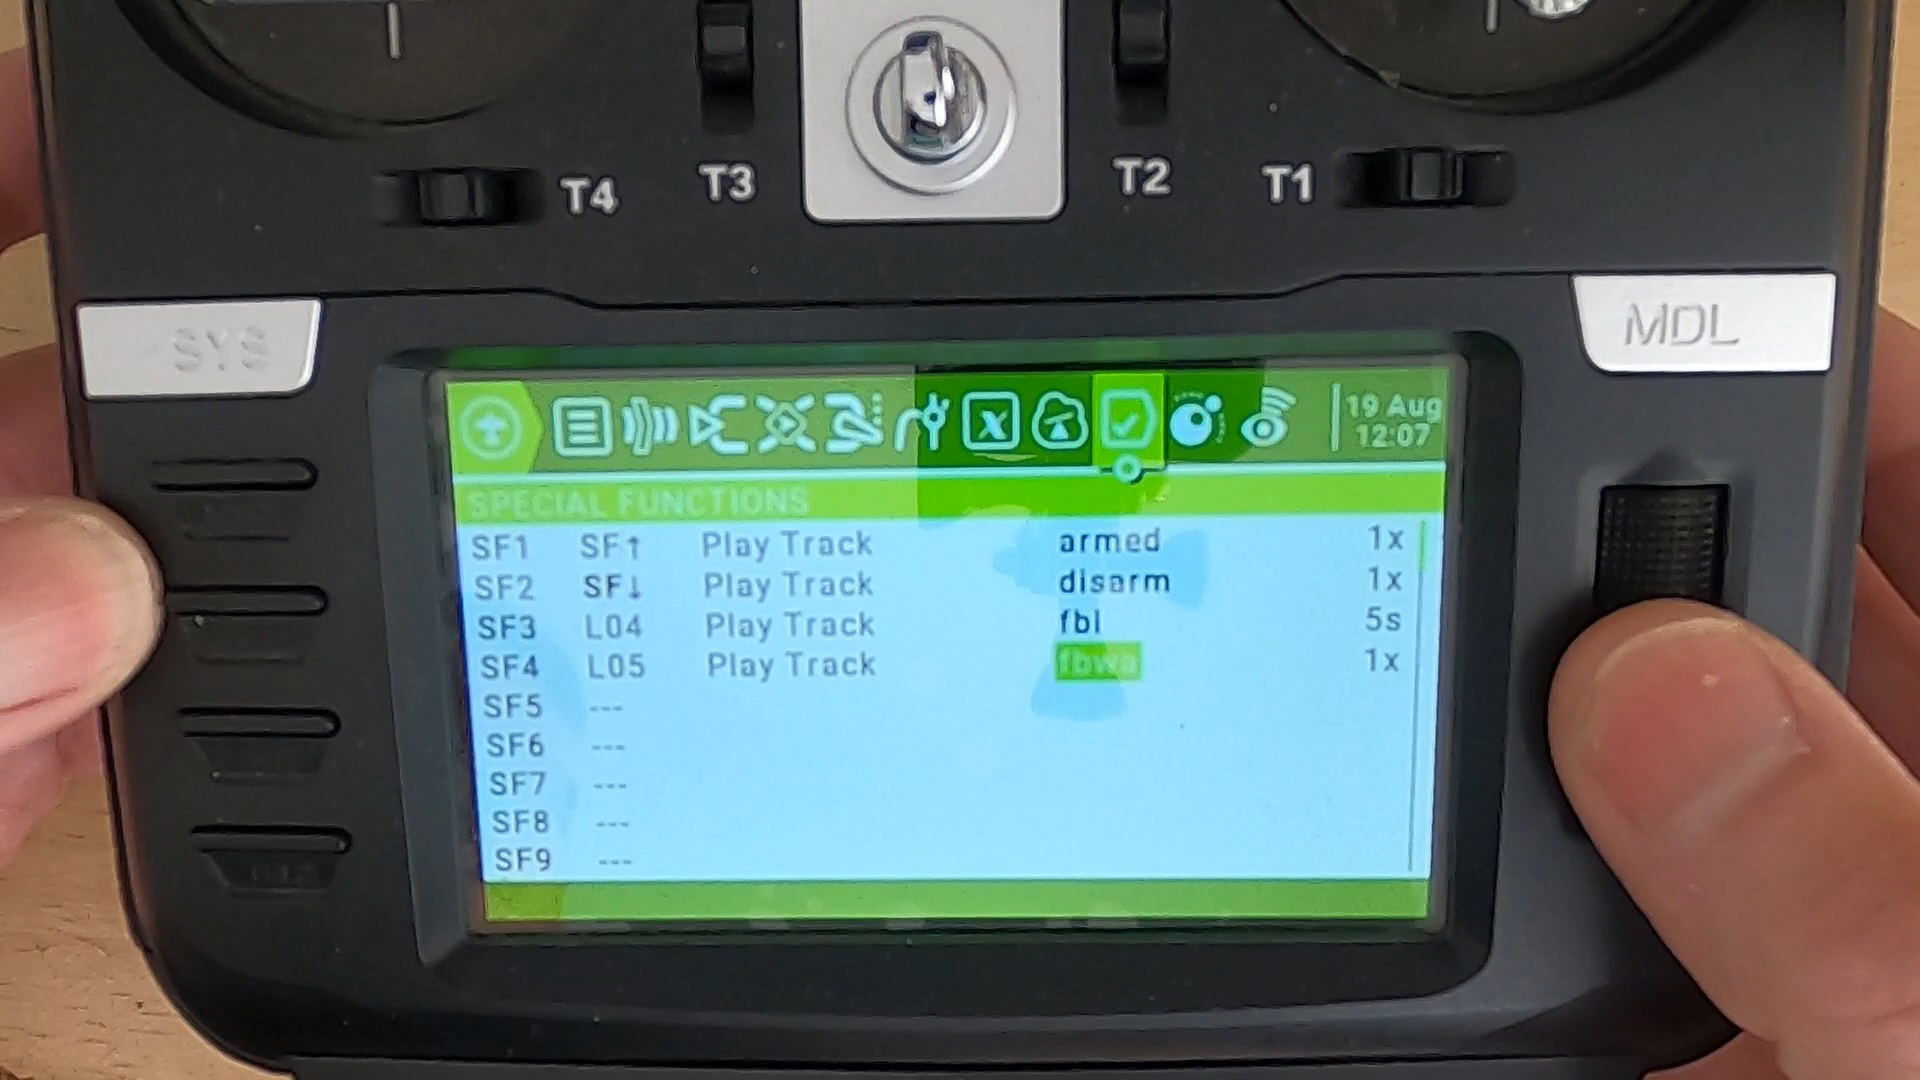 T4 T3 T2 T1
SYS
MDL
19 Aug
12:07
SPECIAL FUNCTIONS
SF1 SF↑ Play Track armed 1x
SF2 SF↓ Play Track disarm 1x
SF3 L04 Play Track fbl 5s
SF4 L05 Play Track fbwa 1x
SF5 ---
SF6 ---
SF7 ---
SF8 ---
SF9 ---